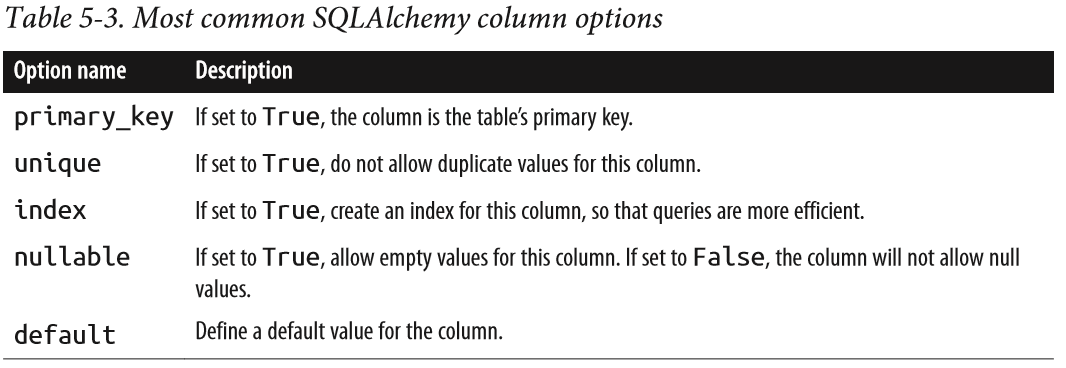 Table 5-3. Most common SQLAlchemy column options
Option name Description
primary_key If set to True, the column is the table’s primary key.
unique If set to True, do not allow duplicate values for this column.
index If set to True, create an index for this column, so that queries are more efficient.
nullable If set to True, allow empty values for this column. If set to False, the column will not allow null
values.
default Define a default value for the column.